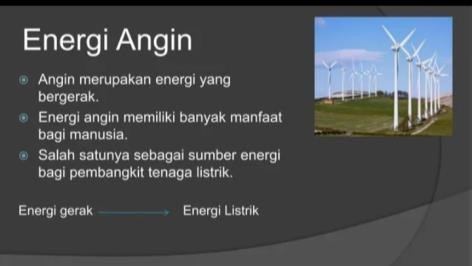 Energi Angin
Angin merupakan energi yang
bergerak.
Energi angin memiliki banyak manfaat
bagi manusia.
Salah satunya sebagai sumber energi
bagi pembangkit tenaga listrik.
Energi gerak Energi Listrik